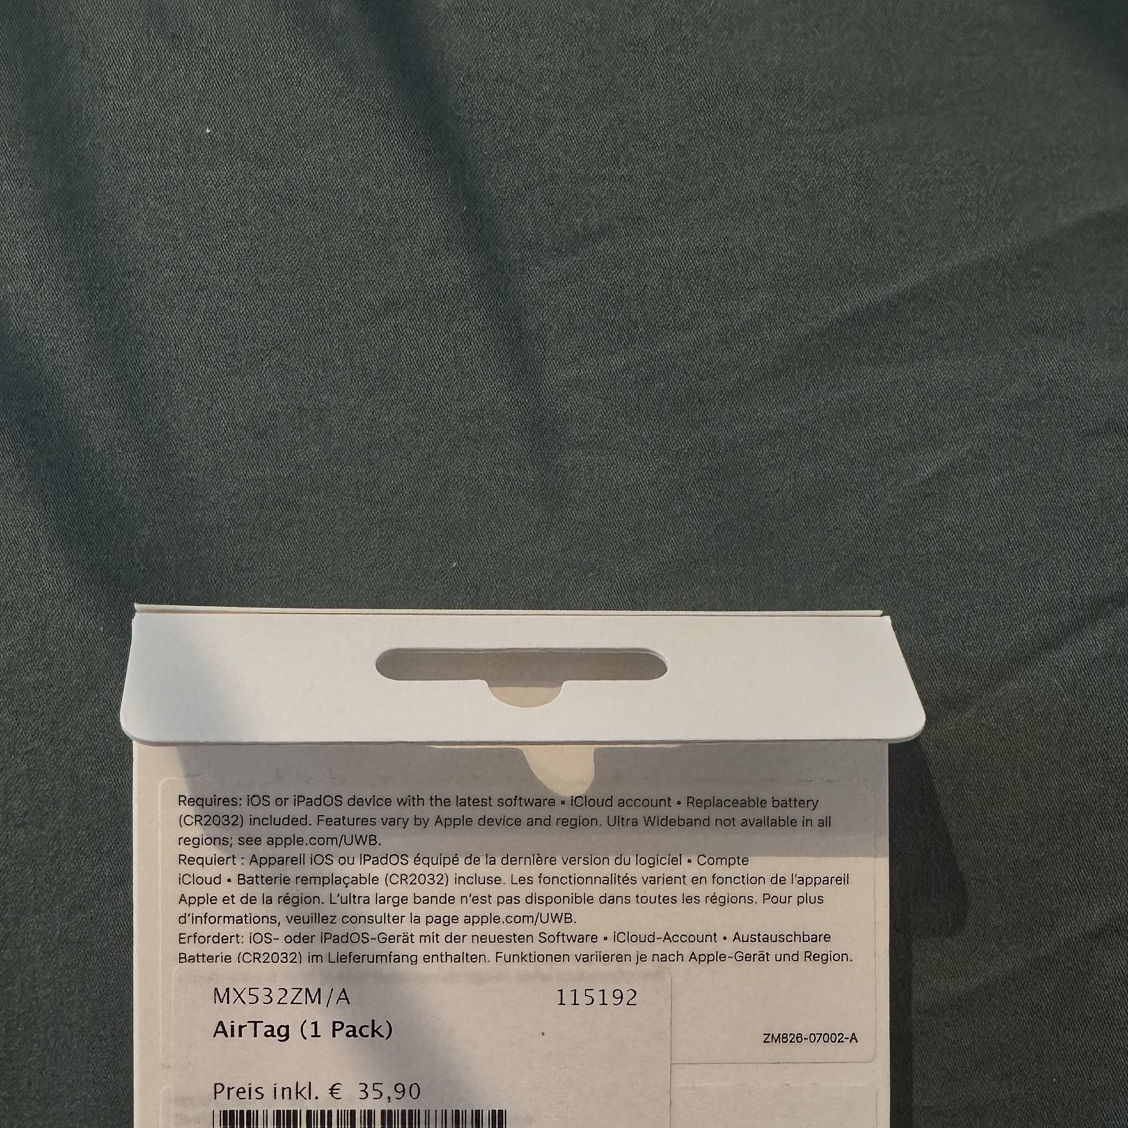 Requires: iOS or iPadOS device with the latest software • iCloud account • Replaceable battery
(CR2032) included. Features vary by Apple device and region. Ultra Wideband not available in all
regions; see apple.com/UWB.
Requiert : Appareil iOS ou iPadOS équipé de la dernière version du logiciel • Compte
iCloud • Batterie remplaçable (CR2032) incluse. Les fonctionnalités varient en fonction de l'appareil
Apple et de la région. L'ultra large bande n'est pas disponible dans toutes les régions. Pour plus
d'informations, veuillez consulter la page apple.com/UWB.
Erfordert: iOS- oder iPadOS-Gerät mit der neuesten Software • iCloud-Account • Austauschbare
Batterie (CR2032) im Lieferumfang enthalten. Funktionen variieren je nach Apple-Gerät und Region.
MX532ZM/A 115192
AirTag (1 Pack)
ZM826-07002-A
Preis inkl. € 35,90